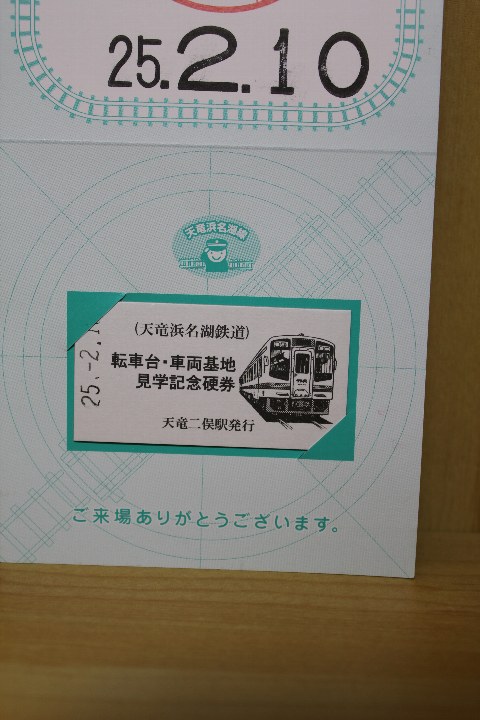 25.2.10
天竜浜名湖線
(天竜浜名湖鉄道)
転車台・車両基地
見学記念硬券
天竜二俣駅発行
25.-2.1
ご来場ありがとうございます。